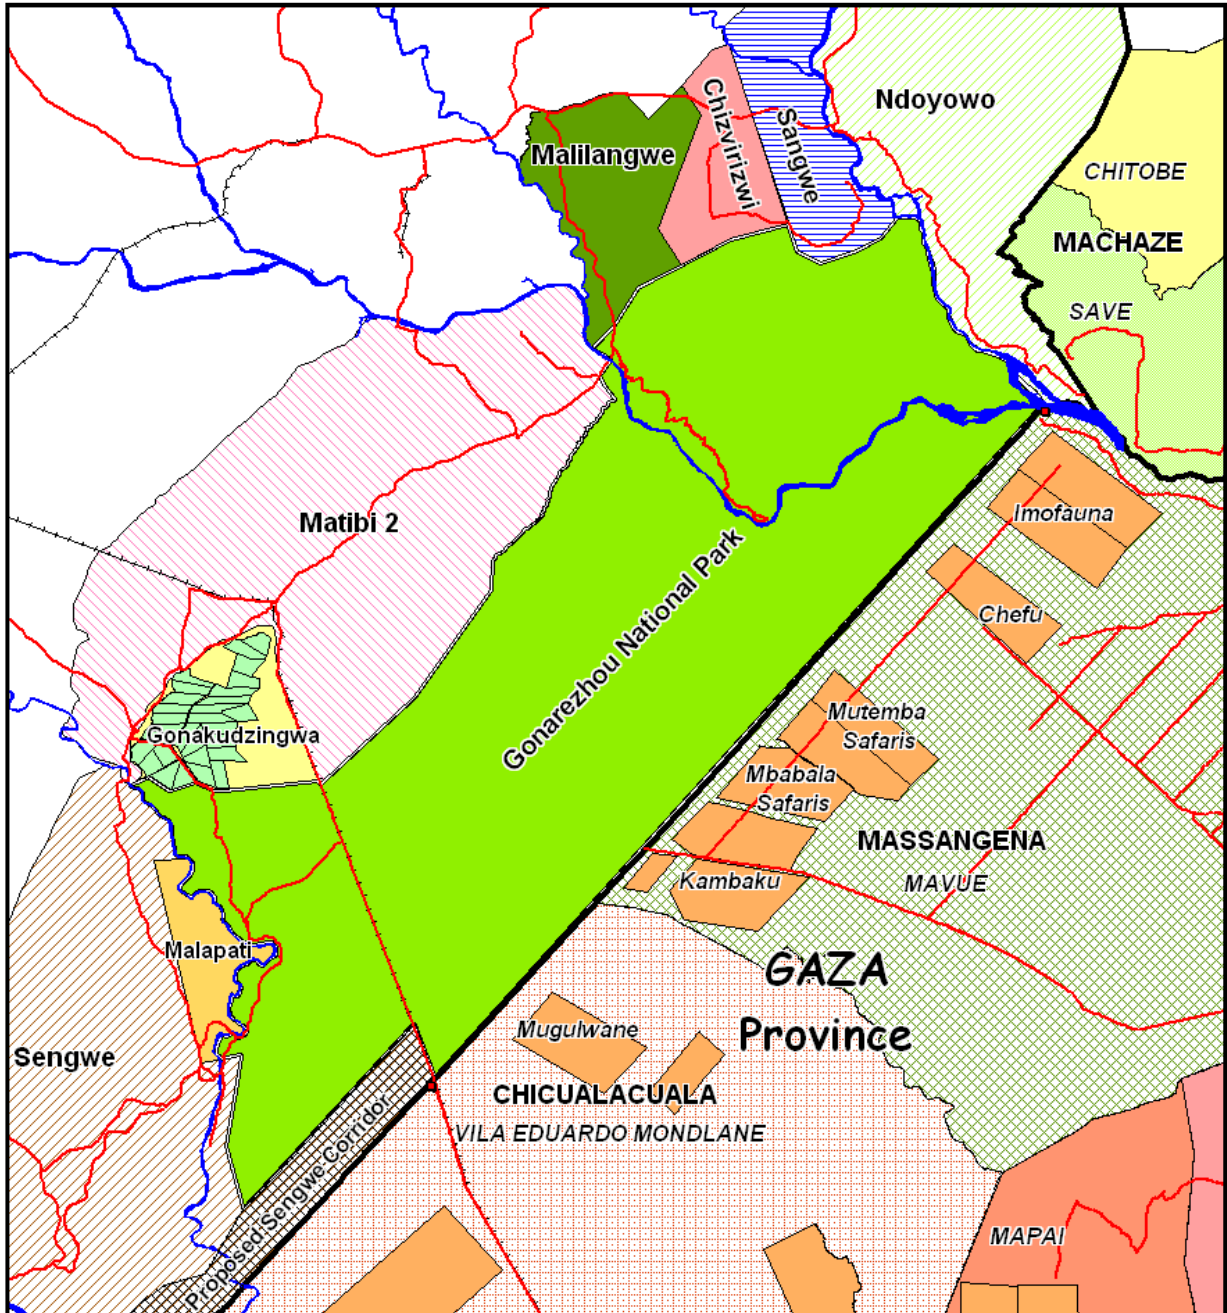 Ndoyowo
Chizvirizwi
Sangwe
Malilangwe
CHITOBE
MACHAZE
SAVE
Matibi 2
Imofauna
Chefu
Gonarezhou National Park
Mutemba
Safaris
Gonakudzingwa
Mbabala
Safaris
MASSANGENA
Kambaku
MAVUE
Malapati
GAZA
Province
Mugulwane
Sengwe
CHICUALACUALA
VILA EDUARDO MONDLANE
Proposed Sengwe Corridor
MAPAI